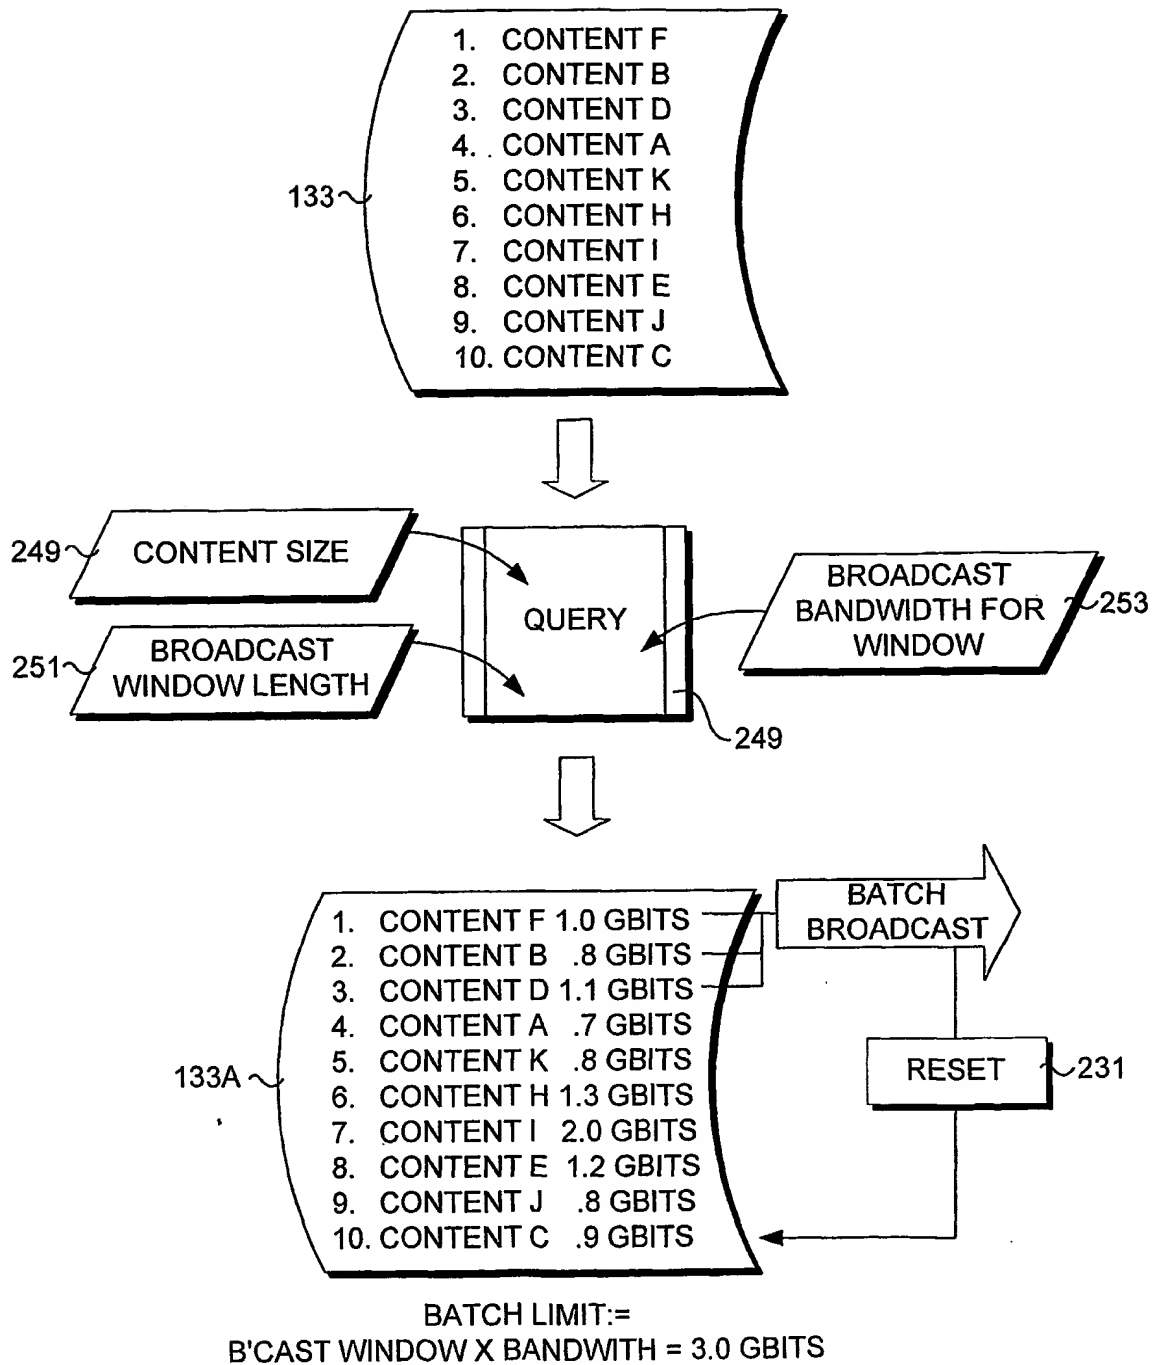 1. CONTENT F
2. CONTENT B
3. CONTENT D
4. CONTENT A
5. CONTENT K
6. CONTENT H
7. CONTENT I
8. CONTENT E
9. CONTENT J
10. CONTENT C
133
249
CONTENT SIZE
251
BROADCAST
WINDOW LENGTH
QUERY
249
BROADCAST
BANDWIDTH FOR
WINDOW
253
1. CONTENT F 1.0 GBITS
2. CONTENT B .8 GBITS
3. CONTENT D 1.1 GBITS
4. CONTENT A .7 GBITS
5. CONTENT K .8 GBITS
6. CONTENT H 1.3 GBITS
7. CONTENT I 2.0 GBITS
8. CONTENT E 1.2 GBITS
9. CONTENT J .8 GBITS
10. CONTENT C .9 GBITS
133A
BATCH
BROADCAST
RESET
231
BATCH LIMIT:=
B'CAST WINDOW X BANDWITH = 3.0 GBITS